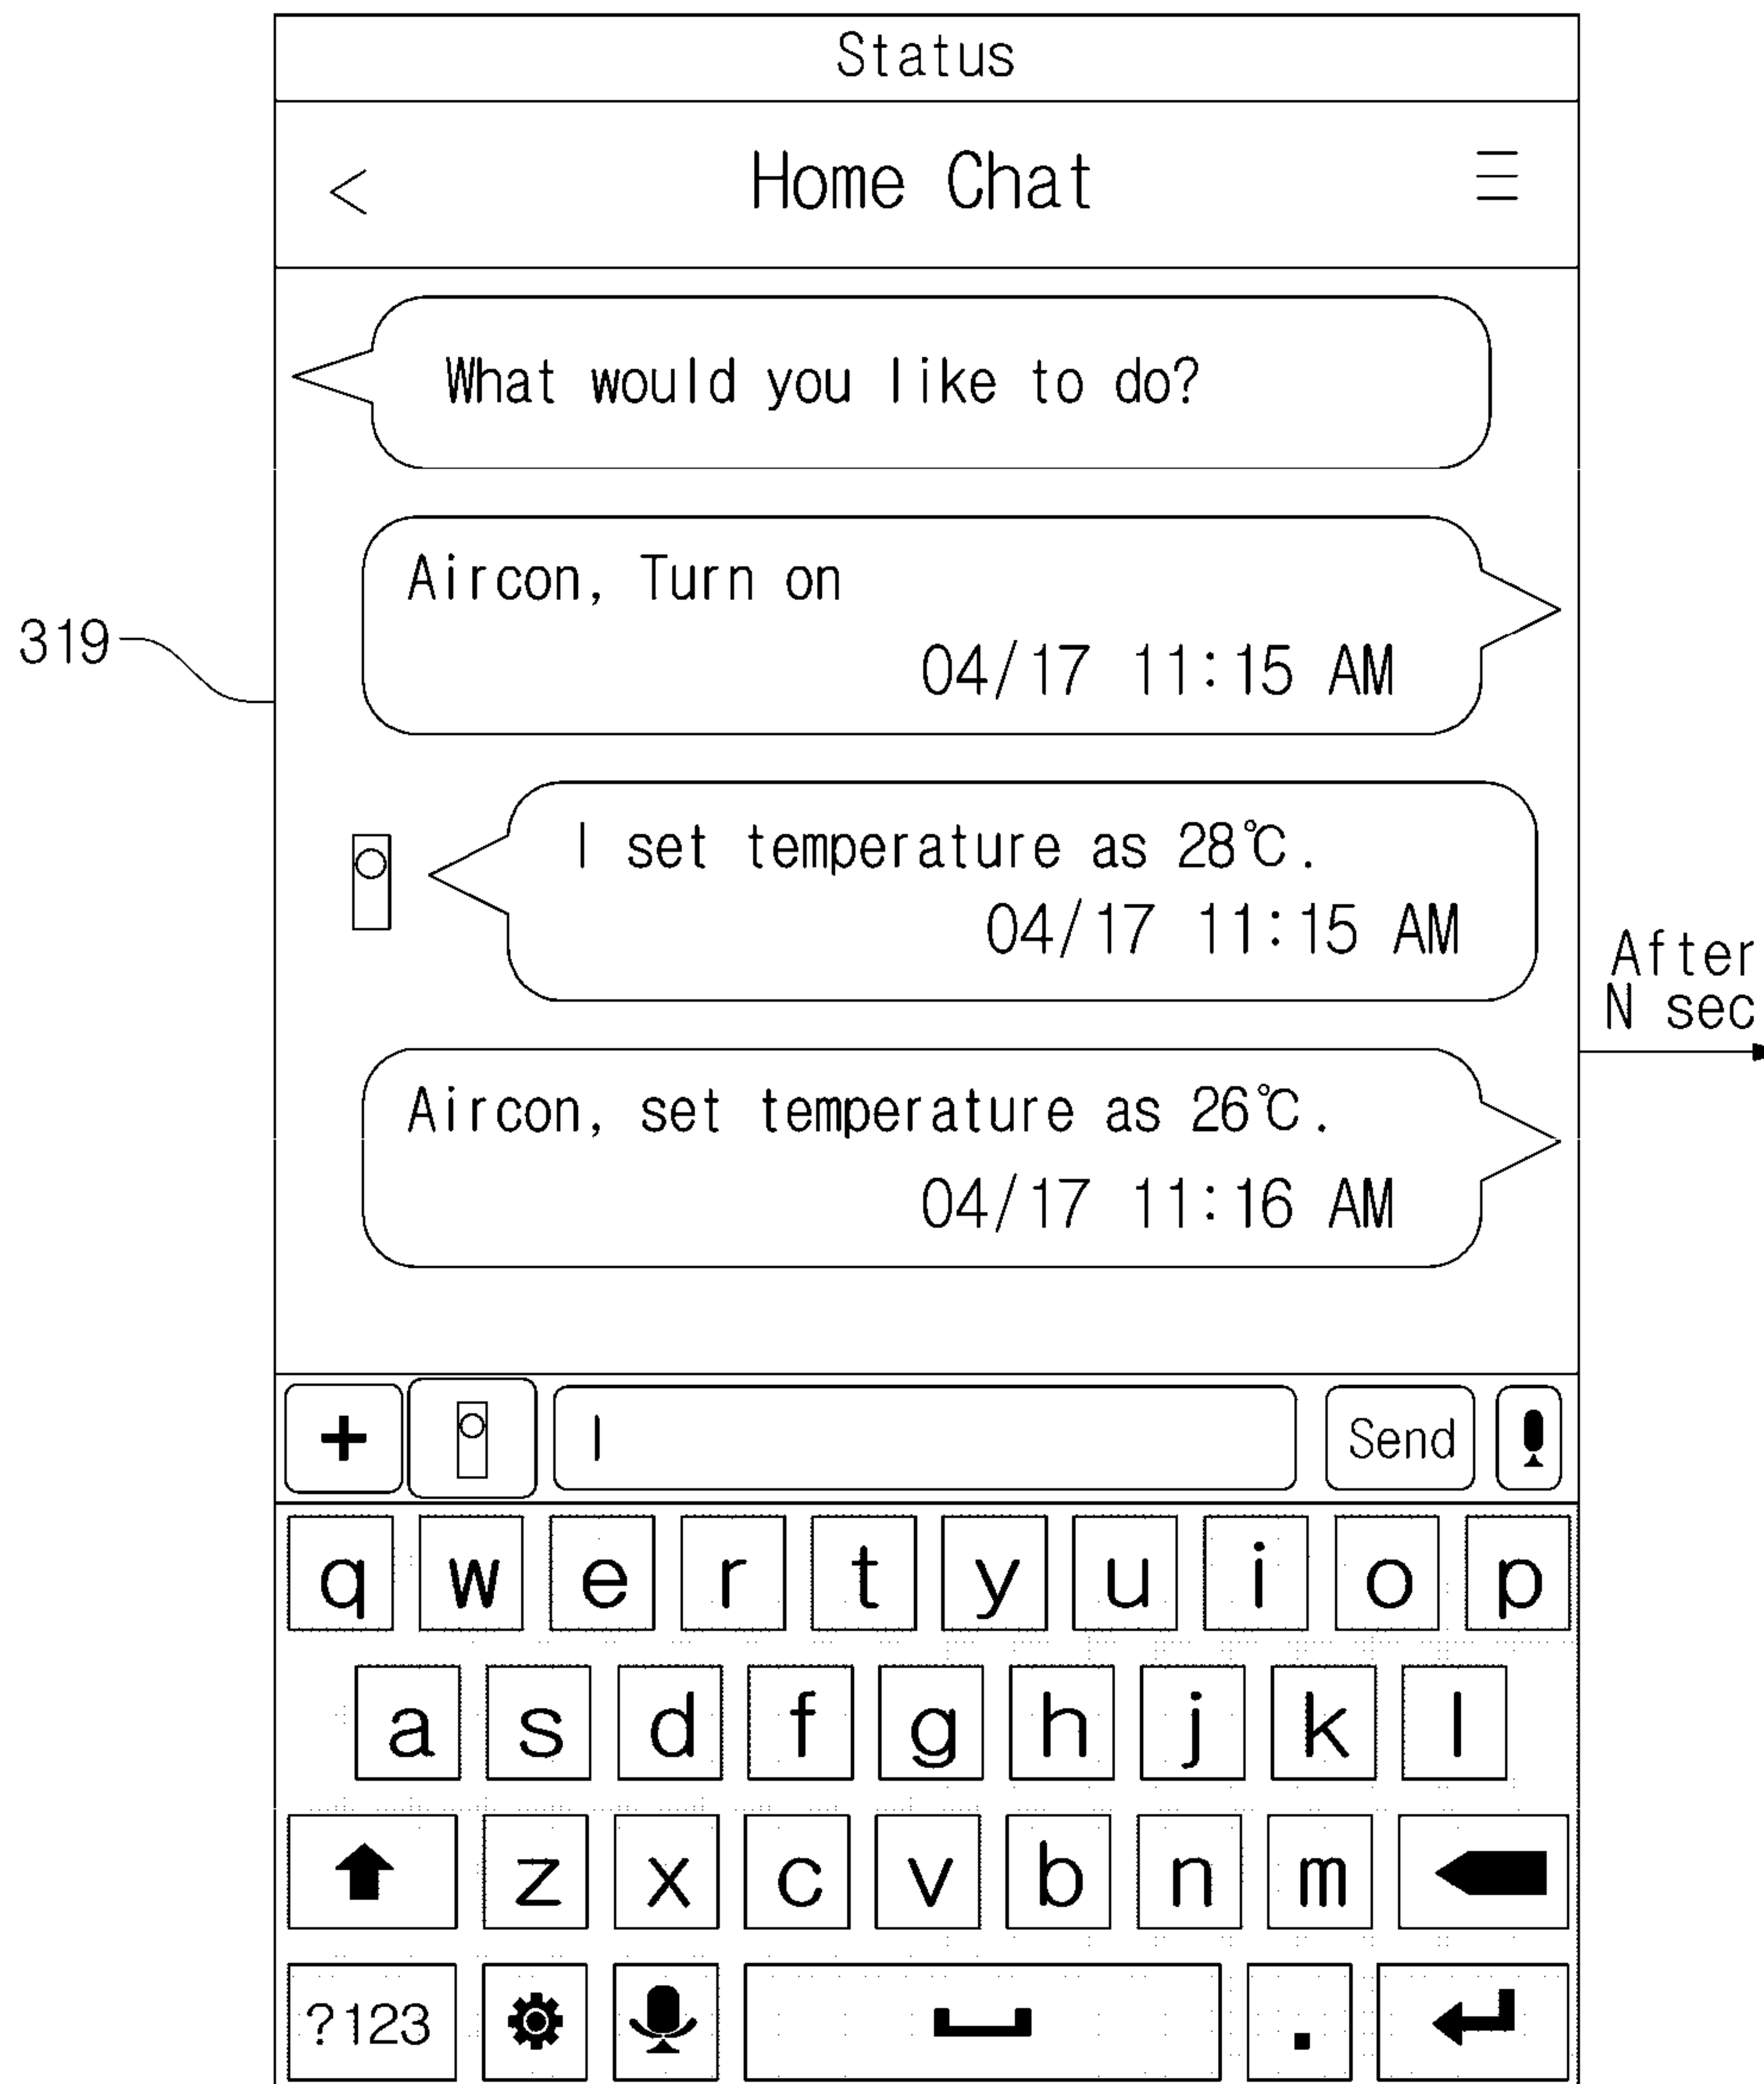 Status
< Home Chat
What would you like to do?
Aircon, Turn on
04/17 11:15 AM
319
I set temperature as 28℃.
04/17 11:15 AM
After
N sec
Aircon, set temperature as 26℃.
04/17 11:16 AM
+ Send
q w e r t y u i o p
a s d f g h j k l
z x c v b n m
?123 .